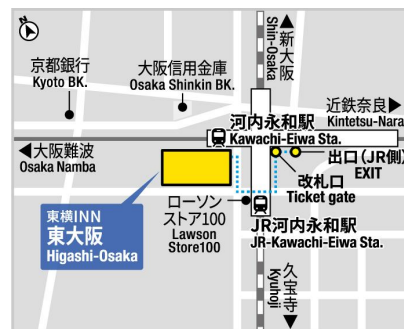 N
▲新大阪
Shin-Osaka
京都銀行
Kyoto BK.
大阪信用金庫
Osaka Shinkin BK.
近鉄奈良▶
Kintetsu-Nara
河内永和駅
Kawachi-Eiwa Sta.
◀大阪難波
Osaka Namba
出口(JR側)
EXIT
改札口
Ticket gate
東横INN
東大阪
Higashi-Osaka
ローソン
ストア100
Lawson
Store100
JR河内永和駅
JR-Kawachi-Eiwa Sta.
久宝寺▼
Kyuhoji